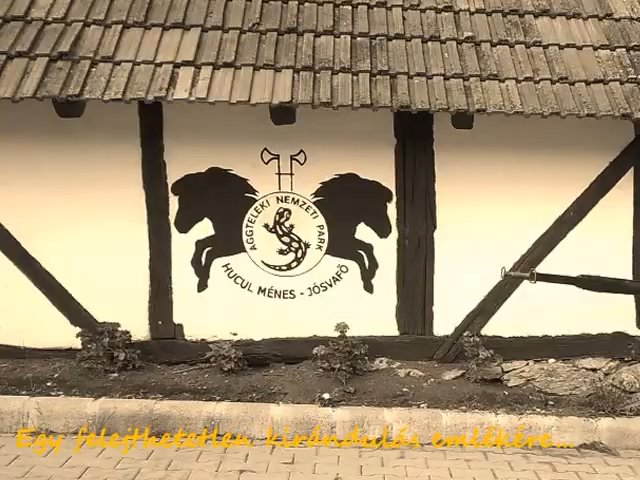 AGGTELEKI NEMZETI PARK
HUCUL MÉNES - JÓSVAFŐ
Egy felejthetetlen kirándulás emlékére...